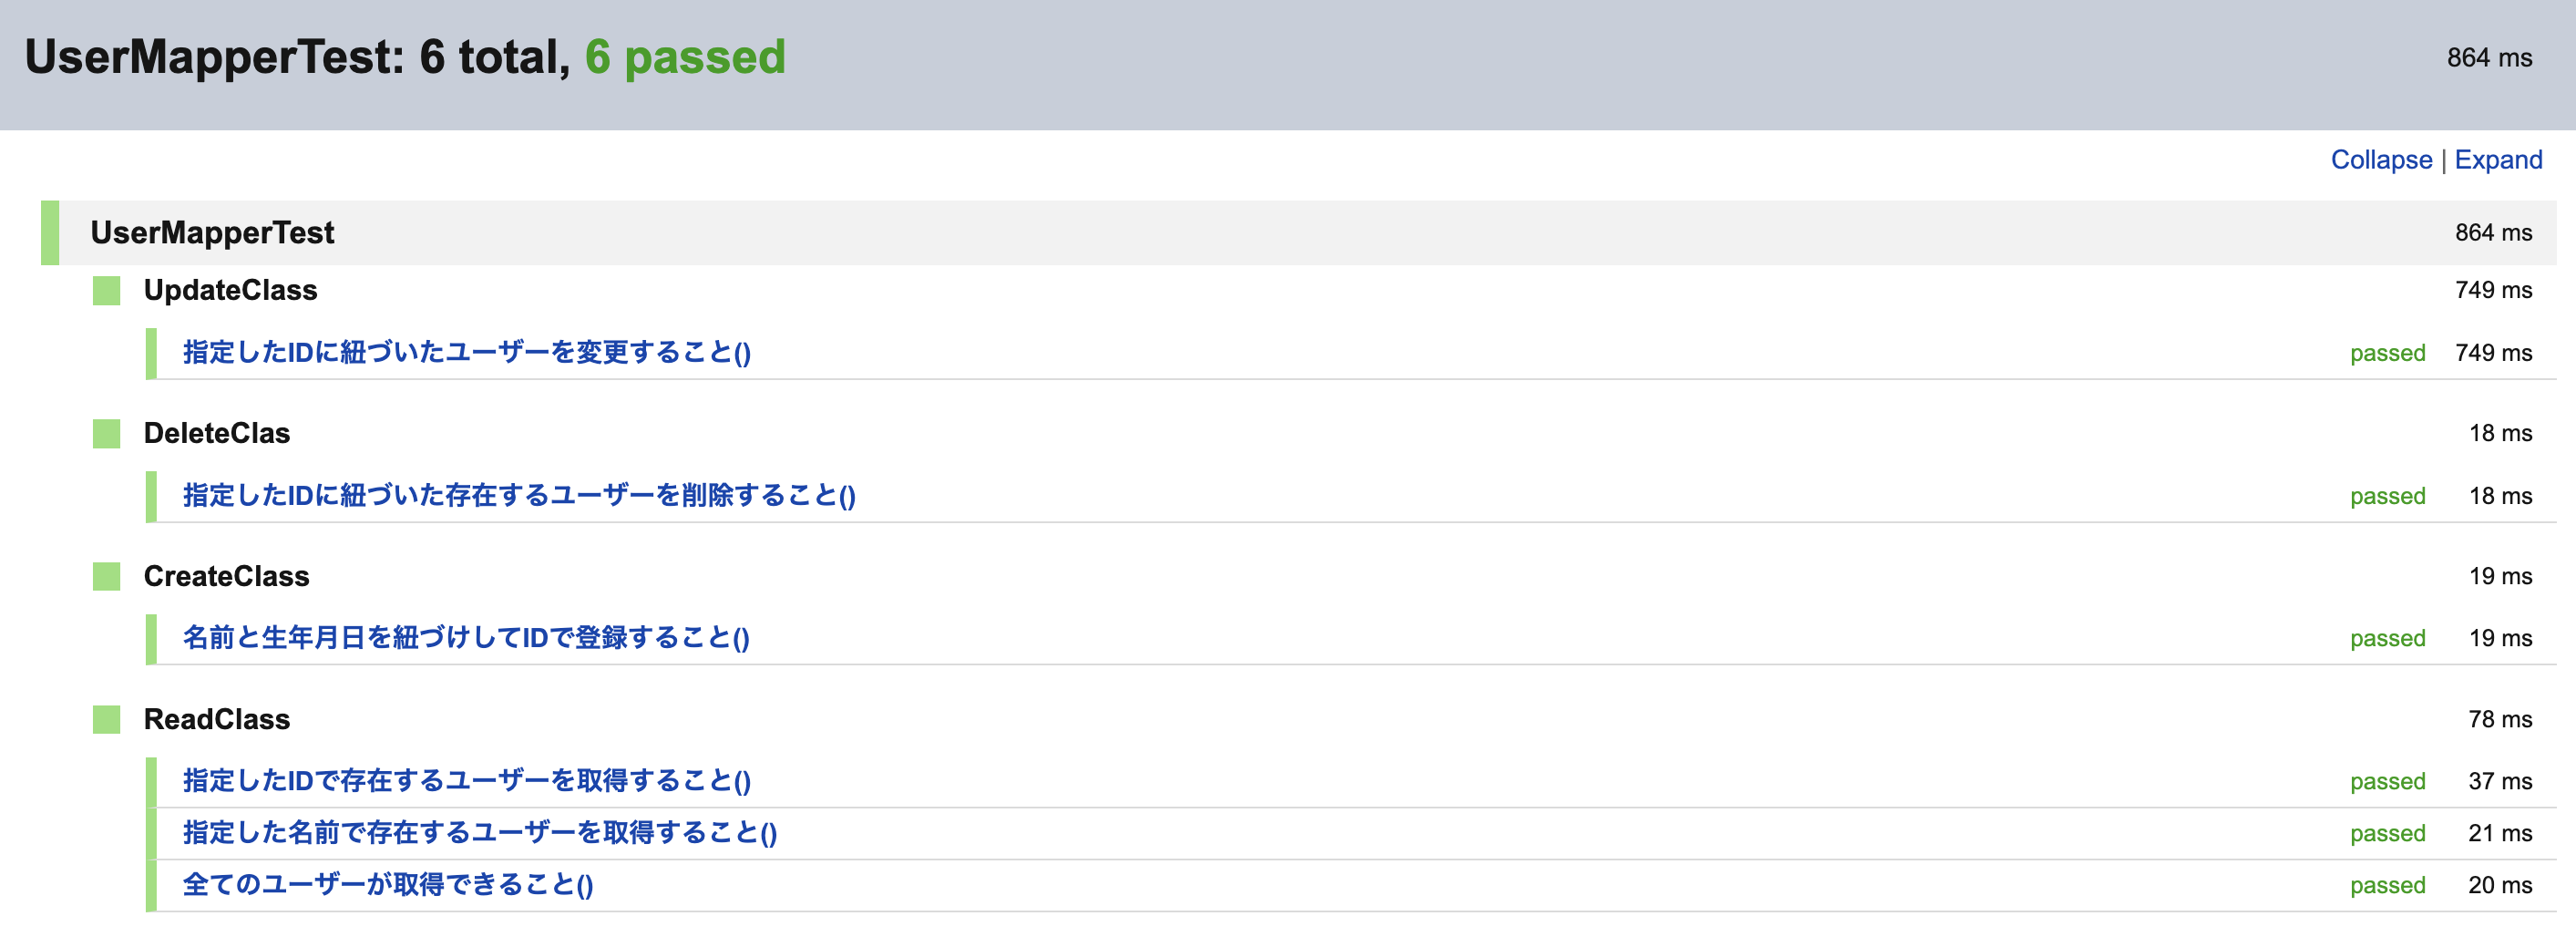 UserMapperTest: 6 total, 6 passed 864 ms
Collapse | Expand
UserMapperTest 864 ms
UpdateClass 749 ms
指定したIDに紐づいたユーザーを変更すること() passed 749 ms
DeleteClas 18 ms
指定したIDに紐づいた存在するユーザーを削除すること() passed 18 ms
CreateClass 19 ms
名前と生年月日を紐づけしてIDで登録すること() passed 19 ms
ReadClass 78 ms
指定したIDで存在するユーザーを取得すること() passed 37 ms
指定した名前で存在するユーザーを取得すること() passed 21 ms
全てのユーザーが取得できること() passed 20 ms